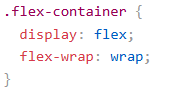 .flex-container {
  display: flex;
  flex-wrap: wrap;
}